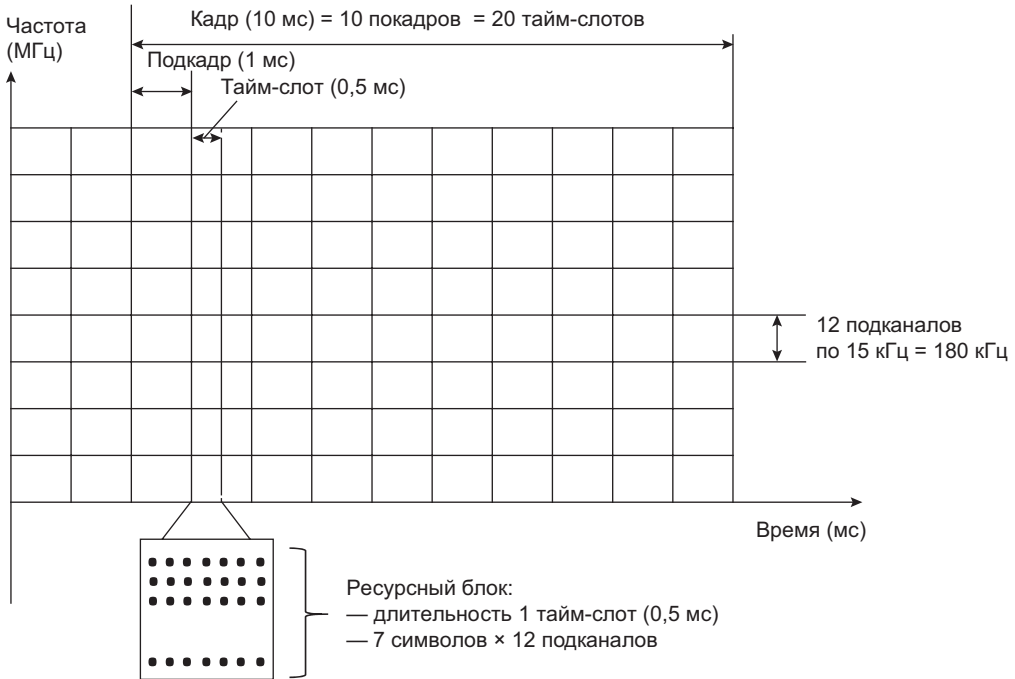 Частота
(МГц)
Кадр (10 мс) = 10 покадров = 20 тайм-слотов
Подкадр (1 мс)
Тайм-слот (0,5 мс)
12 подканалов
по 15 кГц = 180 кГц
Время (мс)
Ресурсный блок:
— длительность 1 тайм-слот (0,5 мс)
— 7 символов × 12 подканалов